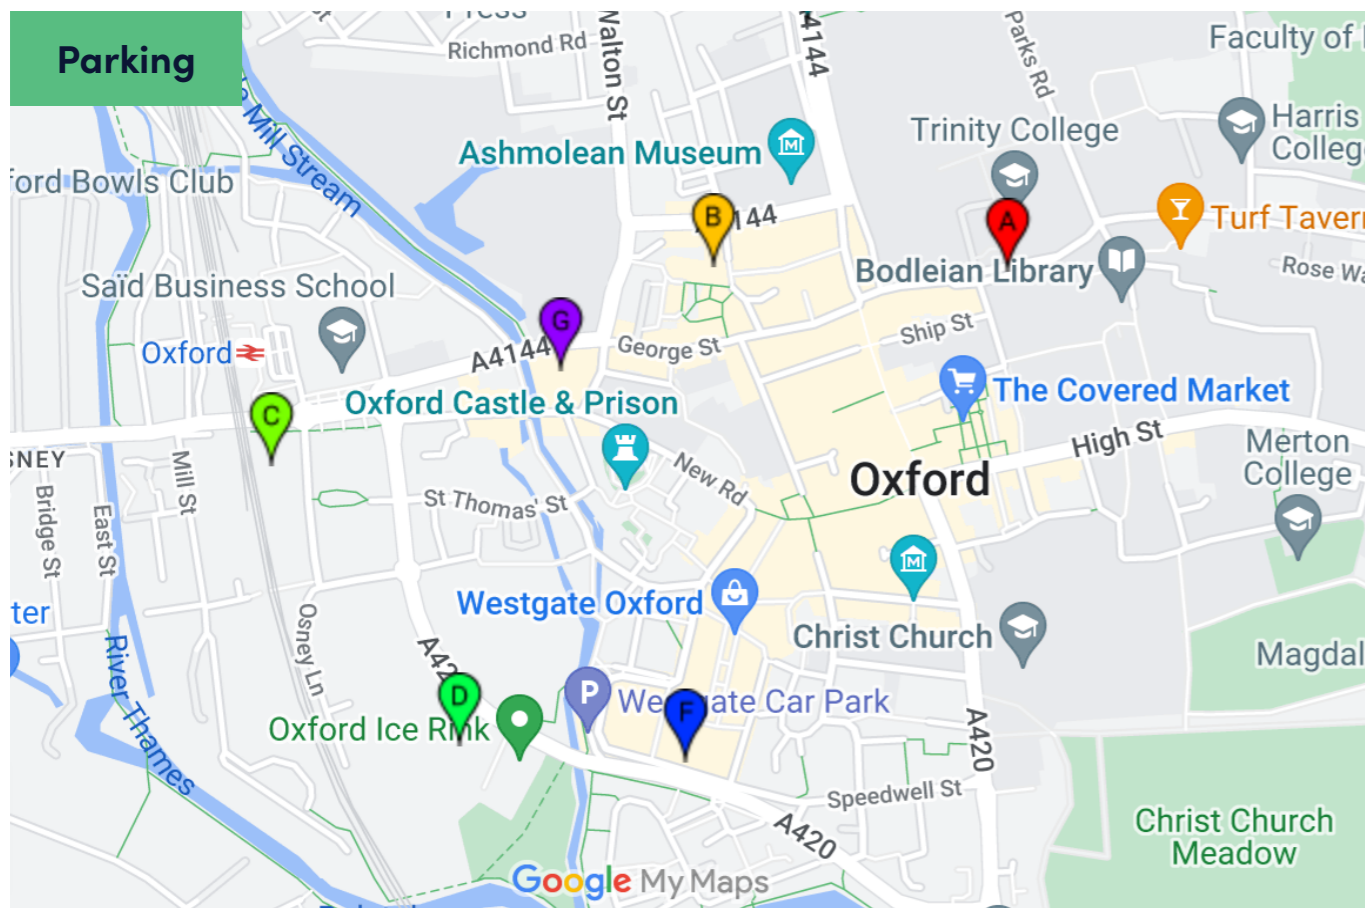 Parking
Press
Richmond Rd
Walton St
A4144
Parks Rd
Faculty of
Trinity College
Harris
College
Ashmolean Museum
Mill Stream
ford Bowls Club
B
A4144
A
Turf Tavern
Saïd Business School
Bodleian Library
Rose
G
Oxford
A4144
George St
Ship St
C
Oxford Castle & Prison
The Covered Market
High St
Merton
College
SNEY
Mill St
New Rd
Oxford
St Thomas' St
Bridge St
East St
Westgate Oxford
ter
Osney Ln
Christ Church
Magdal
River Thames
A420
D
P
Westgate Car Park
F
Oxford Ice Rink
A420
Speedwell St
A420
Christ Church
Meadow
Google My Maps